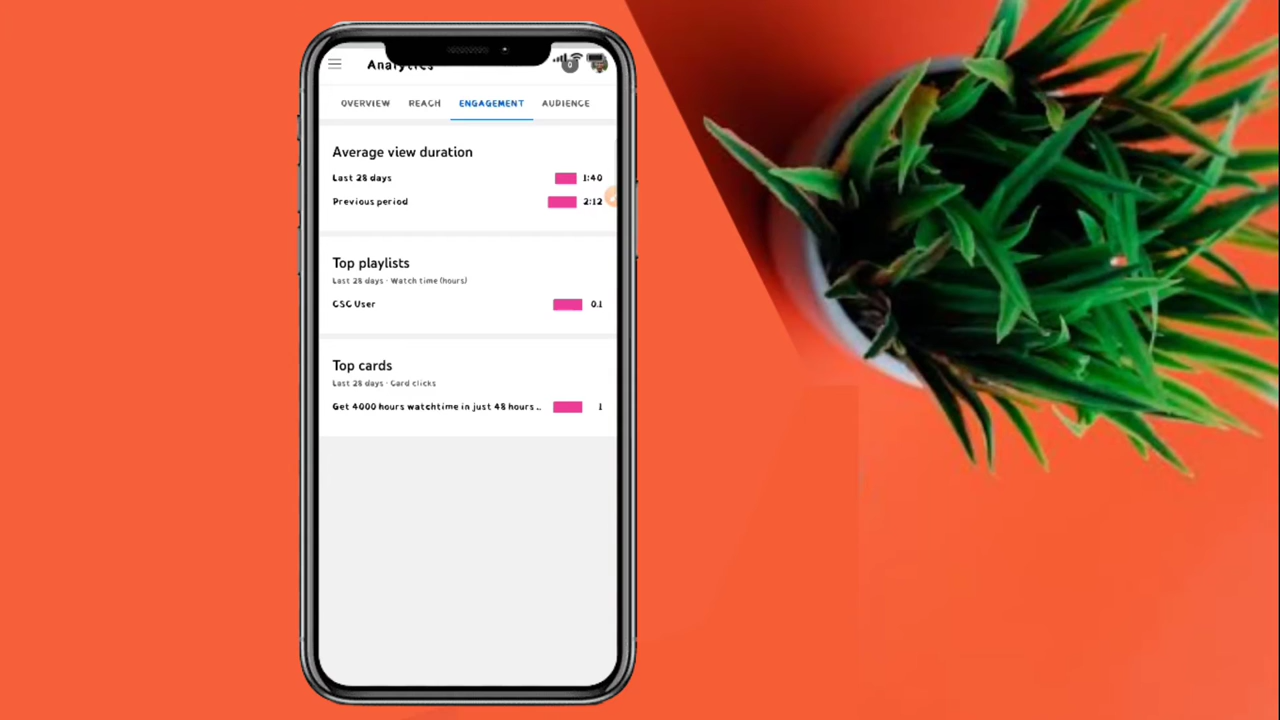 Analytics
OVERVIEW REACH ENGAGEMENT AUDIENCE
Average view duration
Last 28 days 1:40
Previous period 2:12
Top playlists
Last 28 days · Watch time (hours)
CSC User 0.1
Top cards
Last 28 days · Card clicks
Get 4000 hours watchtime in just 48 hours ... 1